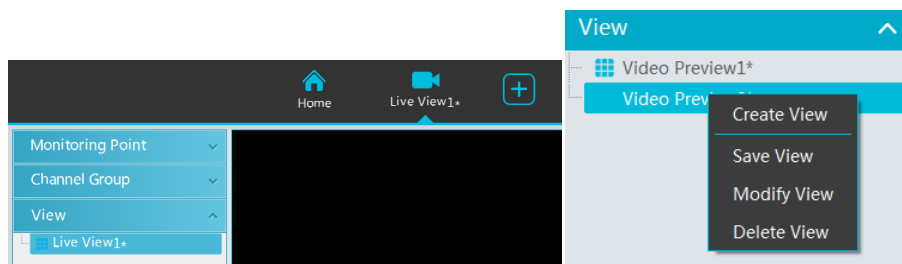 Home
Live View1*
Monitoring Point
Channel Group
View
Live View1*
View
Video Preview1*
Video
Create View
Save View
Modify View
Delete View